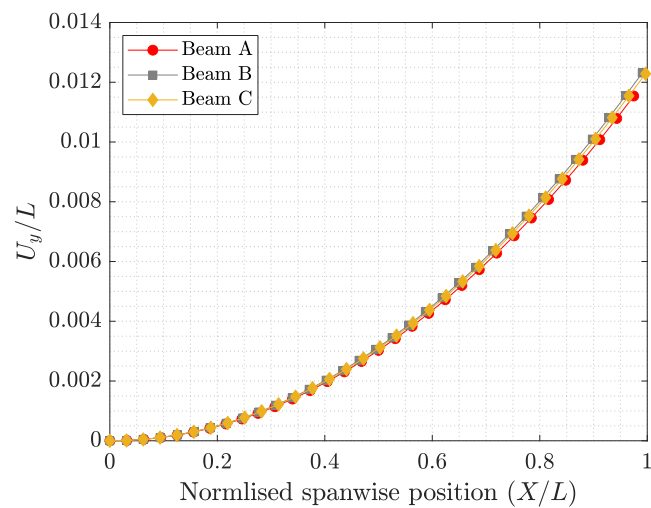 0.014
0.012
0.01
0.008
0.006
0.004
0.002
0
U_y/L
Beam A
Beam B
Beam C
0 0.2 0.4 0.6 0.8 1
Normlised spanwise position (X/L)